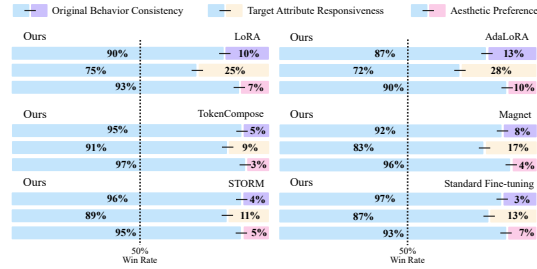 Original Behavior Consistency Target Attribute Responsiveness Aesthetic Preference
Ours LoRA
90% 10%
75% 25%
93% 7%
Ours AdaLoRA
87% 13%
72% 28%
90% 10%
Ours TokenCompose
95% 5%
91% 9%
97% 3%
Ours Magnet
92% 8%
83% 17%
96% 4%
Ours STORM
96% 4%
89% 11%
95% 5%
Ours Standard Fine-tuning
97% 3%
87% 13%
93% 7%
50%
Win Rate
50%
Win Rate